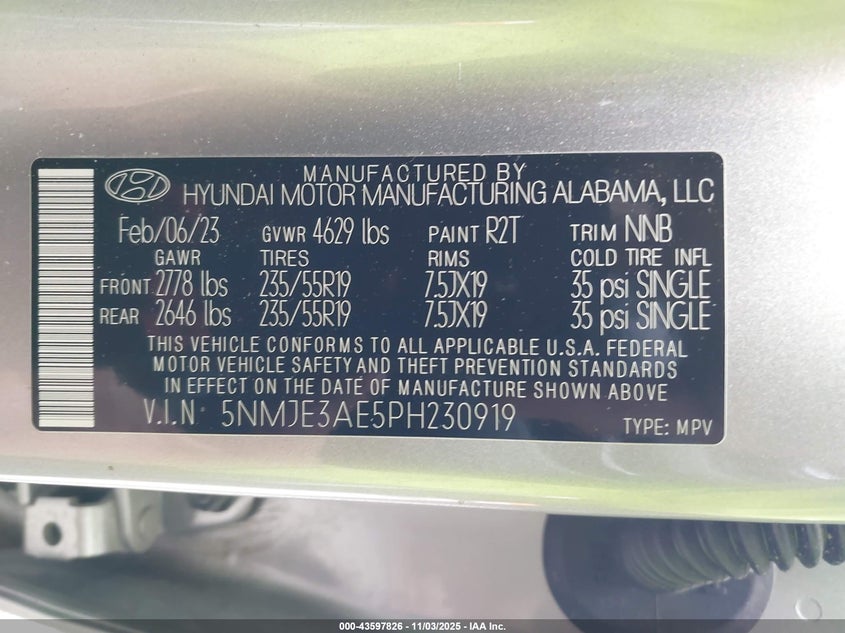 MANUFACTURED BY
HYUNDAI MOTOR MANUFACTURING ALABAMA, LLC
Feb/06/23 GVWR 4629 lbs PAINT R2T TRIM NNB
GAWR TIRES RIMS COLD TIRE INFL
FRONT 2778 lbs 235/55R19 7.5JX19 35 psi SINGLE
REAR 2646 lbs 235/55R19 7.5JX19 35 psi SINGLE
THIS VEHICLE CONFORMS TO ALL APPLICABLE U.S.A. FEDERAL
MOTOR VEHICLE SAFETY AND THEFT PREVENTION STANDARDS
IN EFFECT ON THE DATE OF MANUFACTURE SHOWN ABOVE
V.I.N 5NMJE3AE5PH230919 TYPE: MPV
000-43597826 - 11/03/2025 - IAA Inc.